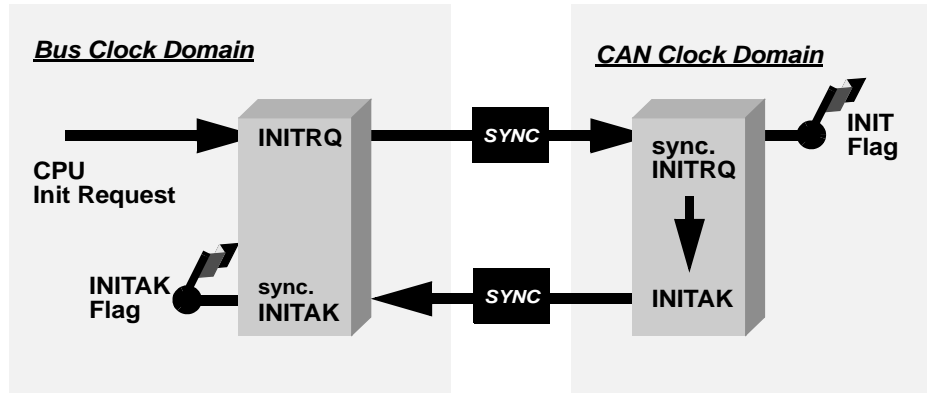 Bus Clock Domain
CAN Clock Domain
INITRQ
SYNC
sync.
INITRQ
INIT
Flag
CPU
Init Request
INITAK
Flag
sync.
INITAK
SYNC
INITAK